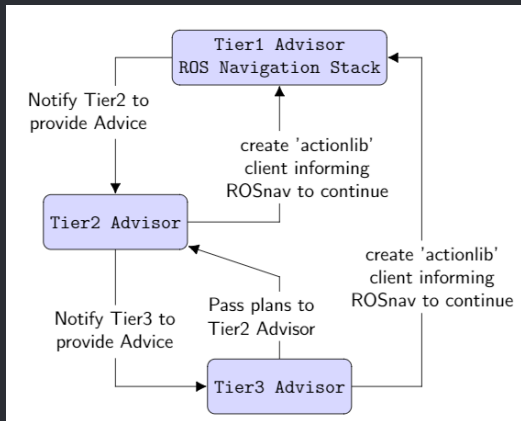 Tier1 Advisor
ROS Navigation Stack
Notify Tier2 to
provide Advice
create 'actionlib'
client informing
ROSnav to continue
Tier2 Advisor
create 'actionlib'
client informing
ROSnav to continue
Notify Tier3 to
provide Advice
Pass plans to
Tier2 Advisor
Tier3 Advisor